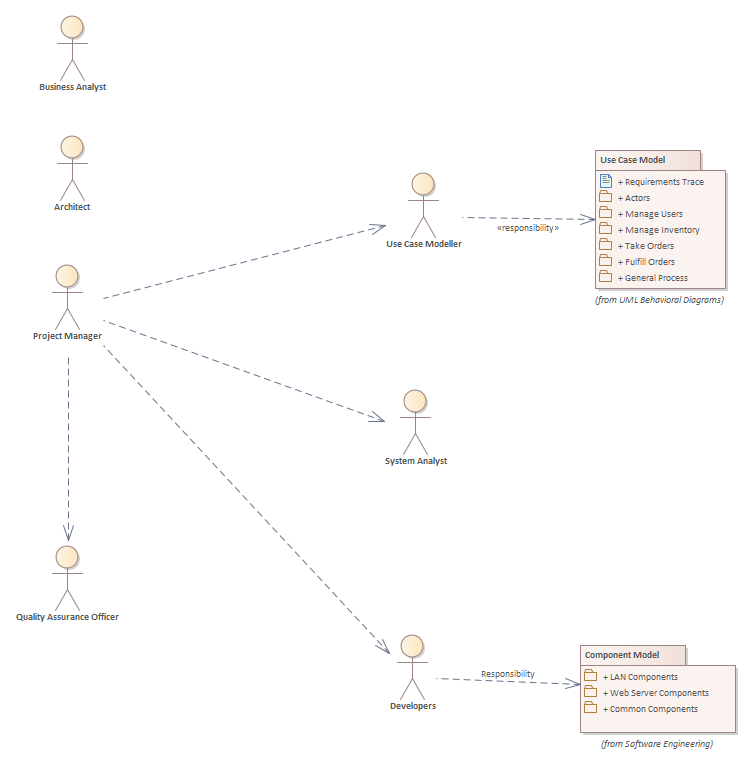 Business Analyst
Architect
Use Case Model
+ Requirements Trace
+ Actors
+ Manage Users
+ Manage Inventory
+ Take Orders
+ Fulfill Orders
+ General Process
(from UML Behavioral Diagrams)
«responsibility»
Use Case Modeller
Project Manager
System Analyst
Quality Assurance Officer
Developers
Responsibility
Component Model
+ LAN Components
+ Web Server Components
+ Common Components
(from Software Engineering)